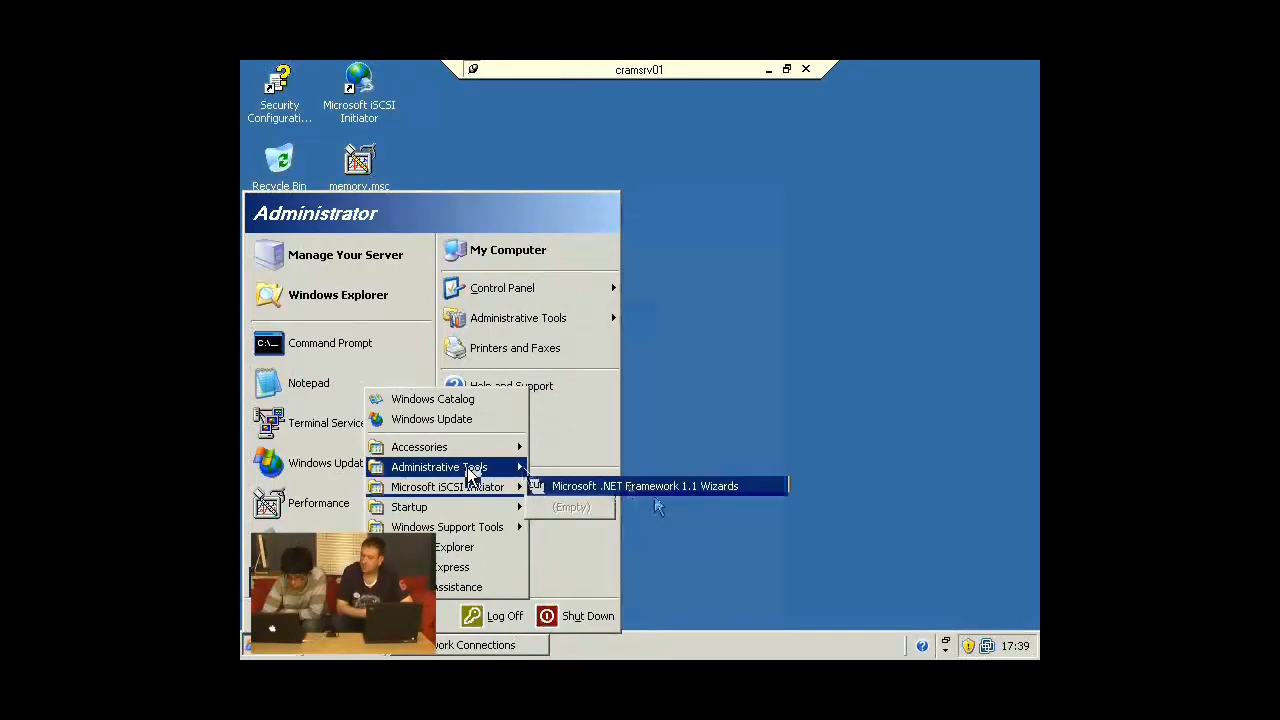 cramsrv01
Security
Configurati...
Microsoft iSCSI
Initiator
Recycle Bin
memory.msc
Administrator
Manage Your Server
Windows Explorer
Command Prompt
Notepad
Terminal Service
Windows Updat
Performance
My Computer
Control Panel
Administrative Tools
Printers and Faxes
Help and Support
Windows Catalog
Windows Update
Accessories
Administrative Tools
Microsoft iSCSI Initiator
Startup
Windows Support Tools
Explorer
Express
Assistance
Microsoft .NET Framework 1.1 Wizards
(Empty)
Log Off
Shut Down
work Connections
17:39